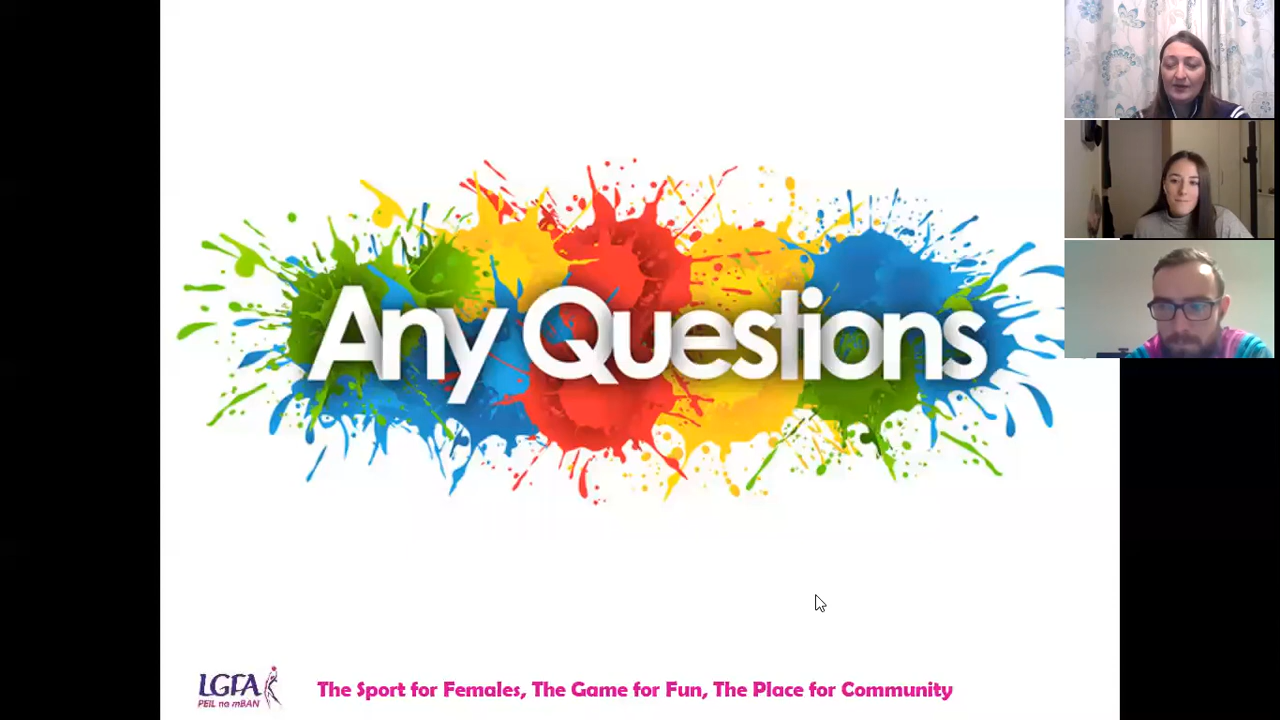 Any Questions
LGFA
PEIL na mBAN
The Sport for Females, The Game for Fun, The Place for Community